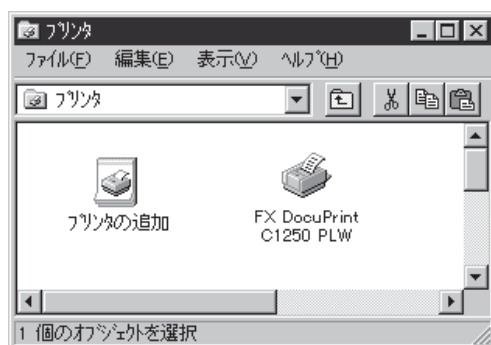 プリンタ
ファイル(F) 編集(E) 表示(V) ヘルプ(H)
プリンタ
プリンタの追加
FX DocuPrint
C1250 PLW
1 個のオブジェクトを選択